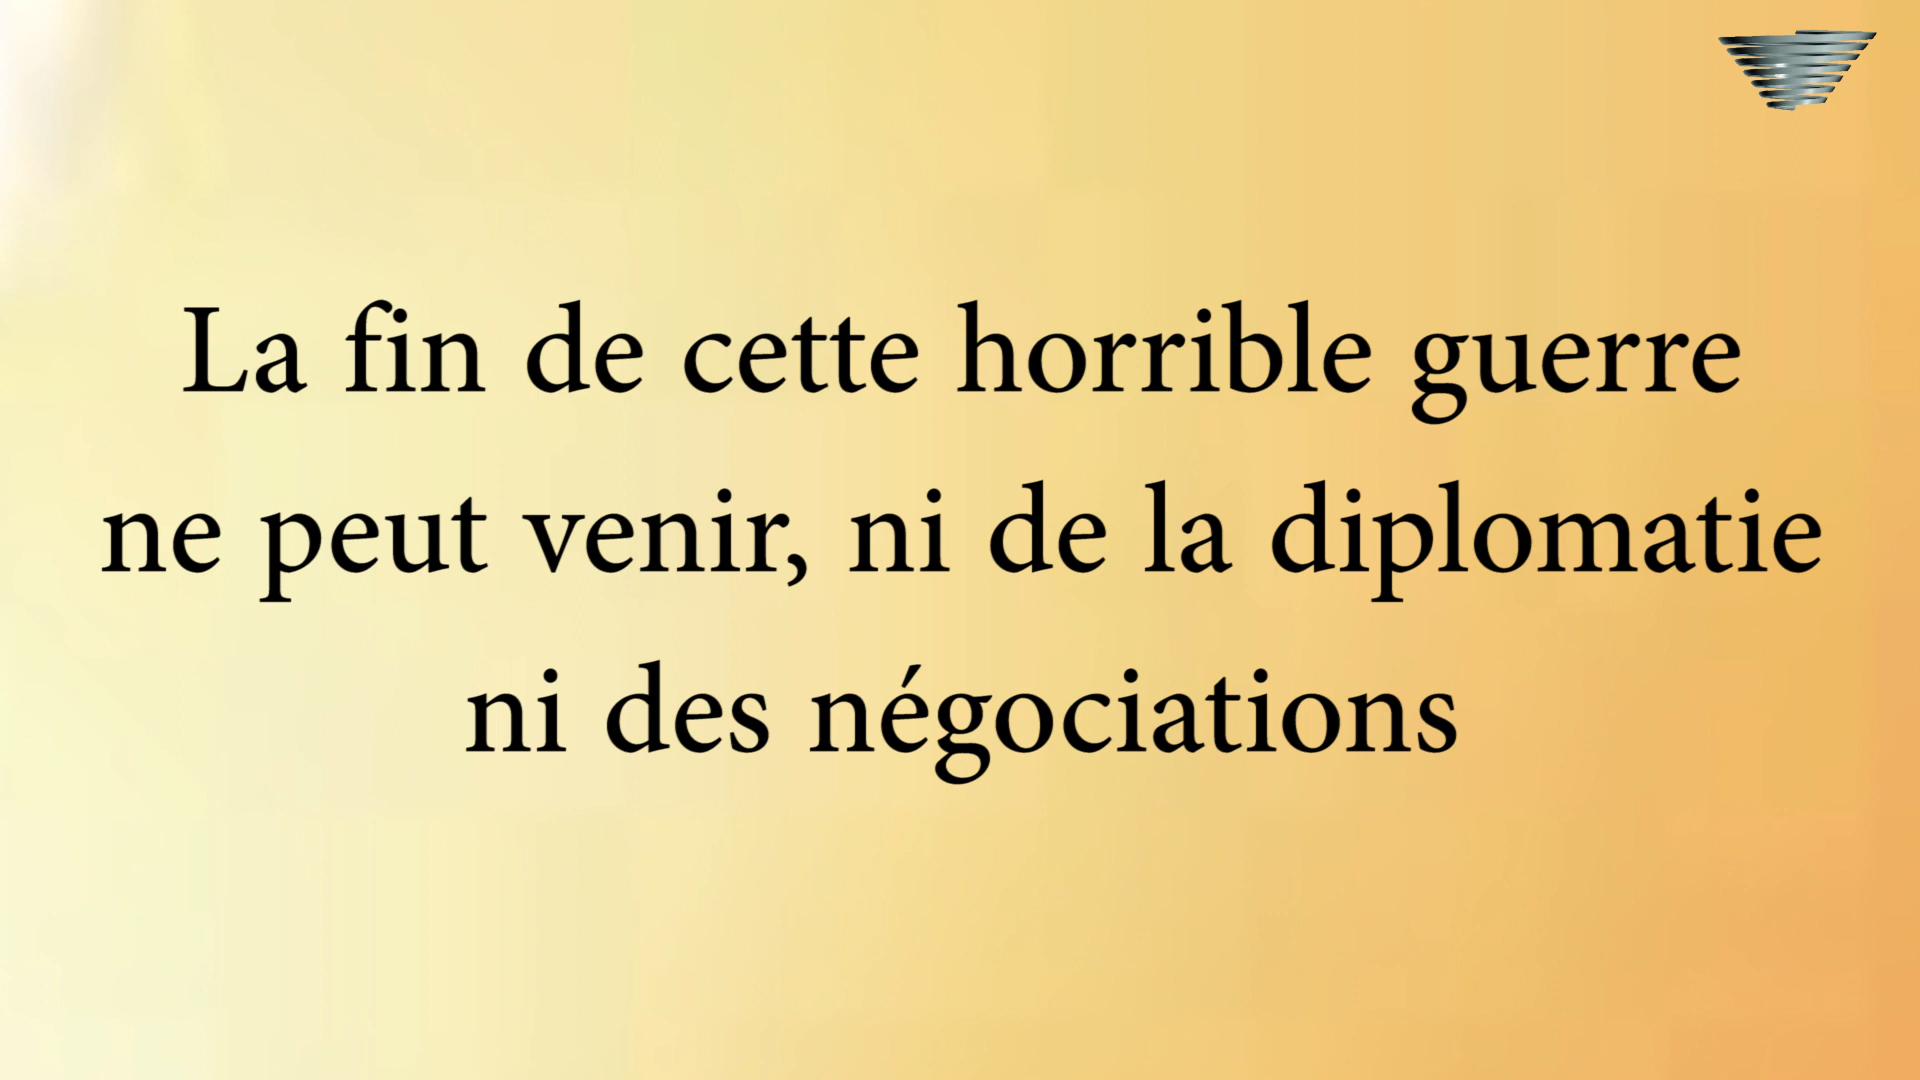 La fin de cette horrible guerre
ne peut venir, ni de la diplomatie
ni des négociations